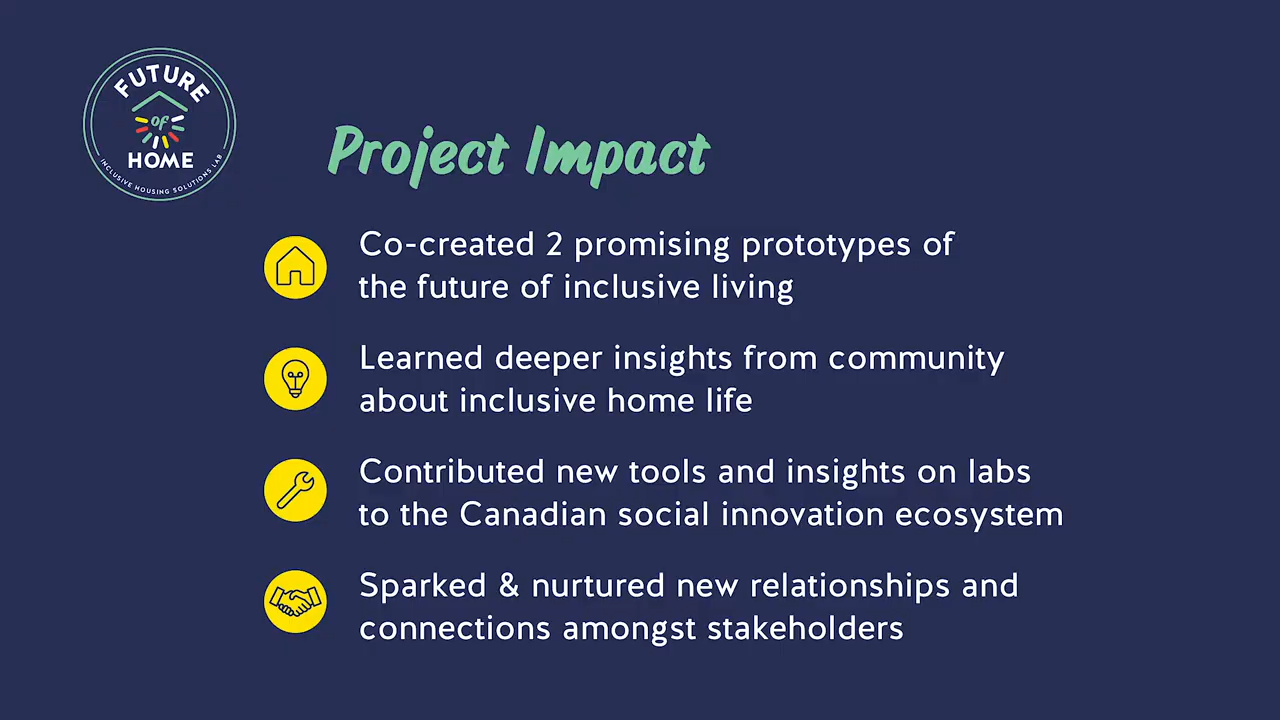 FUTURE
of
HOME
INCLUSIVE HOUSING SOLUTIONS LAB
Project Impact
Co-created 2 promising prototypes of
the future of inclusive living
Learned deeper insights from community
about inclusive home life
Contributed new tools and insights on labs
to the Canadian social innovation ecosystem
Sparked & nurtured new relationships and
connections amongst stakeholders